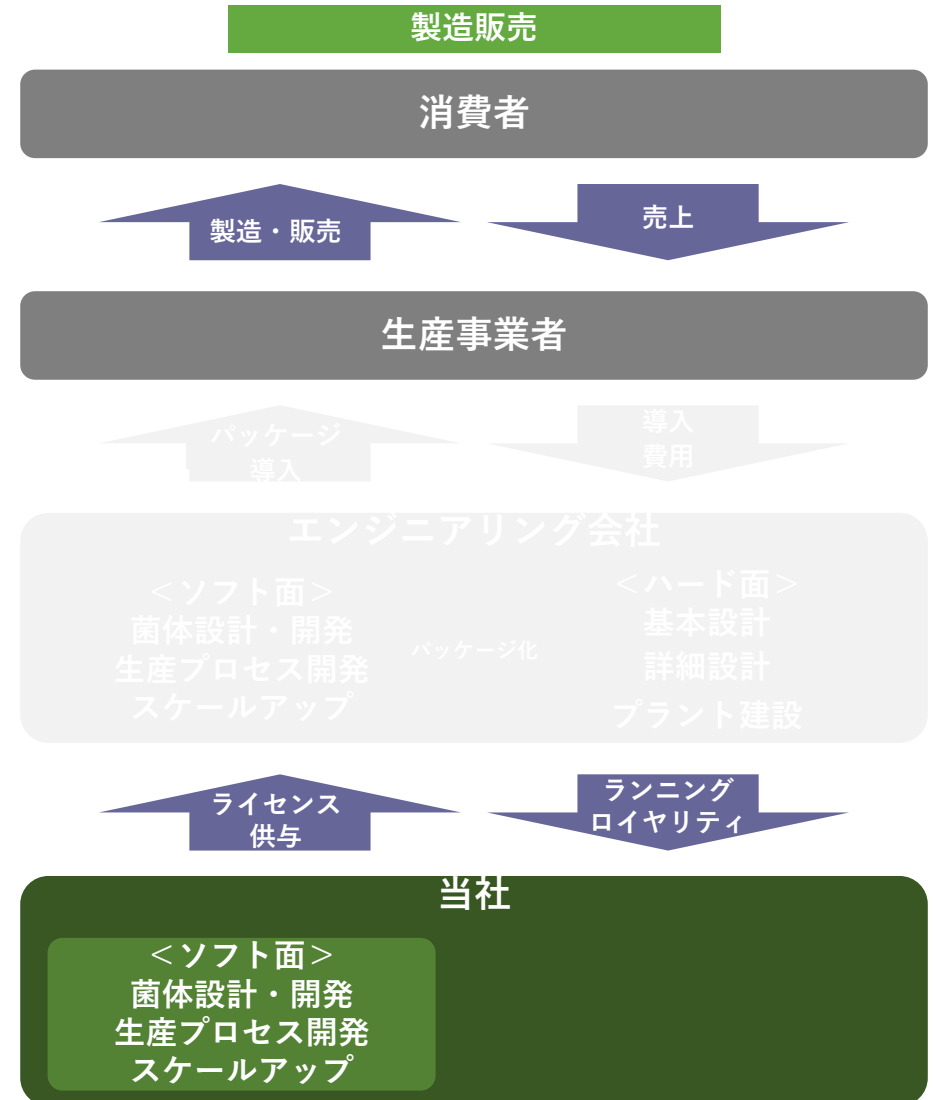 製造販売
消費者
製造・販売
売上
生産事業者
パッケージ
導入
導入
費用
エンジニアリング会社
＜ソフト面＞
菌体設計・開発
生産プロセス開発
スケールアップ
パッケージ化
＜ハード面＞
基本設計
詳細設計
プラント建設
ライセンス
供与
ランニング
ロイヤリティ
当社
＜ソフト面＞
菌体設計・開発
生産プロセス開発
スケールアップ